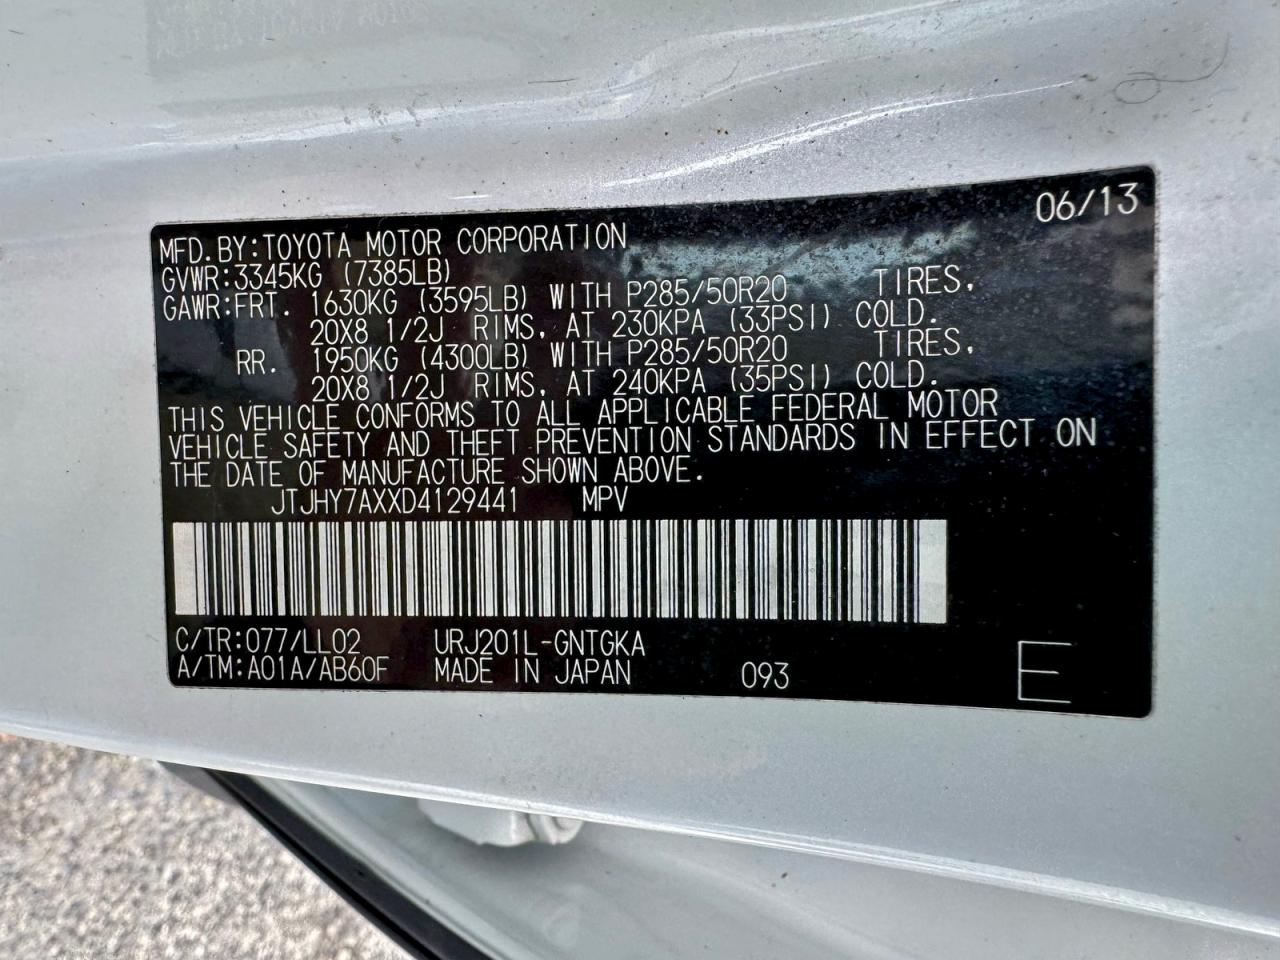 06/13
MFD.BY:TOYOTA MOTOR CORPORATION
GVWR:3345KG (7385LB)
GAWR:FRT. 1630KG (3595LB) WITH P285/50R20 TIRES,
20X8 1/2J RIMS, AT 230KPA (33PSI) COLD.
RR. 1950KG (4300LB) WITH P285/50R20 TIRES,
20X8 1/2J RIMS, AT 240KPA (35PSI) COLD.
THIS VEHICLE CONFORMS TO ALL APPLICABLE FEDERAL MOTOR
VEHICLE SAFETY AND THEFT PREVENTION STANDARDS IN EFFECT ON
THE DATE OF MANUFACTURE SHOWN ABOVE.
JTJHY7AXXD4129441 MPV
C/TR:077/LL02 URJ201L-GNTGKA
A/TM:A01A/AB60F MADE IN JAPAN 093 E